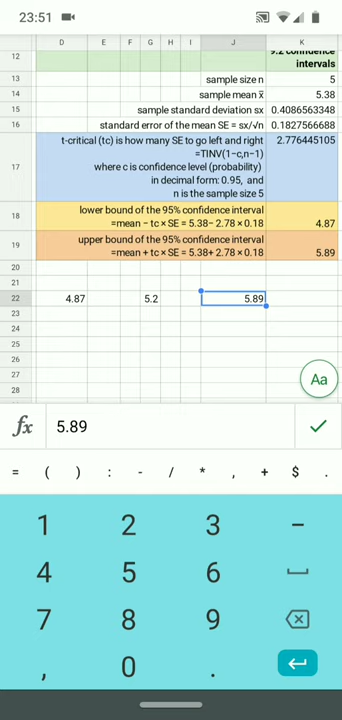 23:51
D E F G H I J K
12 9.2 confidence
intervals
13 sample size n 5
14 sample mean x̄ 5.38
15 sample standard deviation sx 0.4086563348
16 standard error of the mean SE = sx/√n 0.1827566688
t-critical (tc) is how many SE to go left and right 2.776445105
=TINV(1−c,n−1)
17 where c is confidence level (probability)
in decimal form: 0.95, and
n is the sample size 5
lower bound of the 95% confidence interval
18 =mean − tc × SE = 5.38− 2.78 × 0.18 4.87
upper bound of the 95% confidence interval
19 =mean + tc × SE = 5.38+ 2.78 × 0.18 5.89
20
21
22 4.87 5.2 5.89
23
24
25
26
27
28
Aa
fx 5.89
= ( ) : - / * , + $ .
1 2 3 −
4 5 6
7 8 9
, 0 .